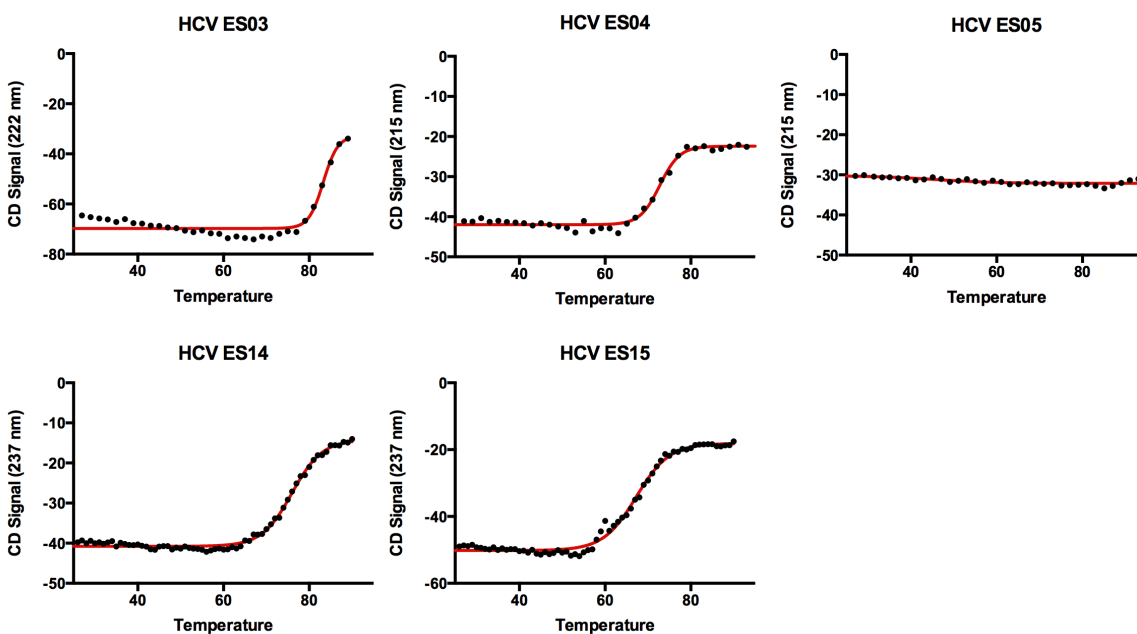 HCV ES03
0
-20
-40
-60
-80
CD Signal (222 nm)
40 60 80
Temperature
HCV ES04
0
-10
-20
-30
-40
-50
CD Signal (215 nm)
40 60 80
Temperature
HCV ES05
0
-10
-20
-30
-40
-50
CD Signal (215 nm)
40 60 80
Temperature
HCV ES14
0
-10
-20
-30
-40
-50
CD Signal (237 nm)
40 60 80
Temperature
HCV ES15
0
-20
-40
-60
CD Signal (237 nm)
40 60 80
Temperature